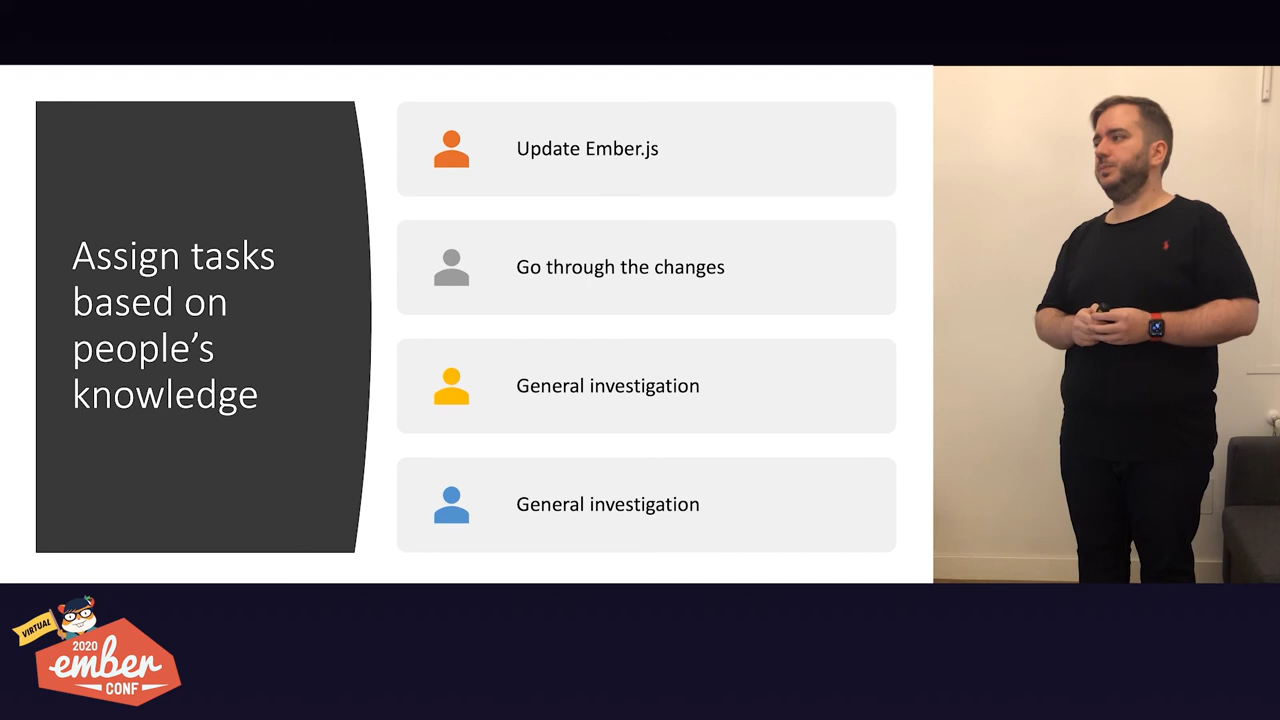 Assign tasks
based on
people’s
knowledge
Update Ember.js
Go through the changes
General investigation
General investigation
VIRTUAL
2020
ember
CONF